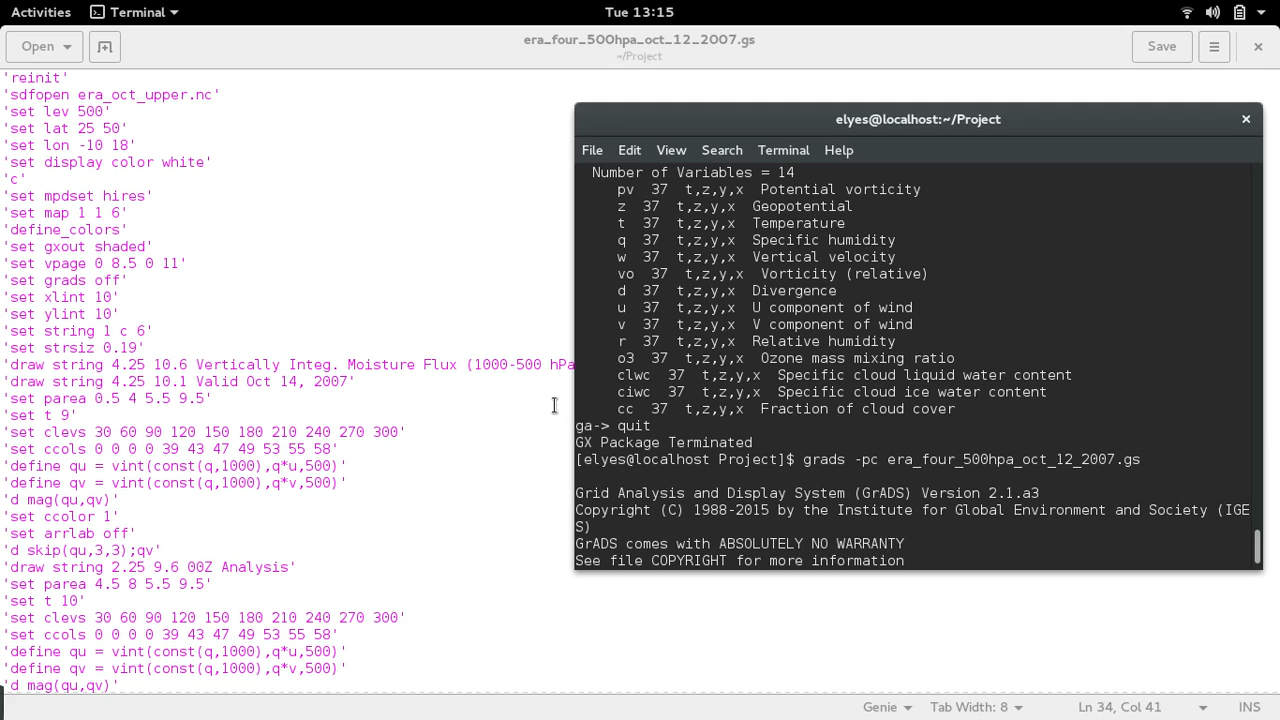 Activities Terminal Tue 13:15
Open era_four_500hpa_oct_12_2007.gs Save
~/Project
'reinit'
'sdfopen era_oct_upper.nc'
'set lev 500'
'set lat 25 50'
'set lon -10 18'
'set display color white'
'c'
'set mpdset hires'
'set map 1 1 6'
'define_colors'
'set gxout shaded'
'set vpage 0 8.5 0 11'
'set grads off'
'set xlint 10'
'set ylint 10'
'set string 1 c 6'
'set strsiz 0.19'
'draw string 4.25 10.6 Vertically Integ. Moisture Flux (1000-500 hPa
'draw string 4.25 10.1 Valid Oct 14, 2007'
'set parea 0.5 4 5.5 9.5'
'set t 9'
'set clevs 30 60 90 120 150 180 210 240 270 300'
'set ccols 0 0 0 0 39 43 47 49 53 55 58'
'define qu = vint(const(q,1000),q*u,500)'
'define qv = vint(const(q,1000),q*v,500)'
'd mag(qu,qv)'
'set ccolor 1'
'set arrlab off'
'd skip(qu,3,3);qv'
'draw string 2.25 9.6 00Z Analysis'
'set parea 4.5 8 5.5 9.5'
'set t 10'
'set clevs 30 60 90 120 150 180 210 240 270 300'
'set ccols 0 0 0 0 39 43 47 49 53 55 58'
'define qu = vint(const(q,1000),q*u,500)'
'define qv = vint(const(q,1000),q*v,500)'
'd mag(qu,qv)'
elyes@localhost:~/Project
File Edit View Search Terminal Help
Number of Variables = 14
pv 37 t,z,y,x Potential vorticity
z 37 t,z,y,x Geopotential
t 37 t,z,y,x Temperature
q 37 t,z,y,x Specific humidity
w 37 t,z,y,x Vertical velocity
vo 37 t,z,y,x Vorticity (relative)
d 37 t,z,y,x Divergence
u 37 t,z,y,x U component of wind
v 37 t,z,y,x V component of wind
r 37 t,z,y,x Relative humidity
o3 37 t,z,y,x Ozone mass mixing ratio
clwc 37 t,z,y,x Specific cloud liquid water content
ciwc 37 t,z,y,x Specific cloud ice water content
cc 37 t,z,y,x Fraction of cloud cover
ga-> quit
GX Package Terminated
[elyes@localhost Project]$ grads -pc era_four_500hpa_oct_12_2007.gs
Grid Analysis and Display System (GrADS) Version 2.1.a3
Copyright (C) 1988-2015 by the Institute for Global Environment and Society (IGE
S)
GrADS comes with ABSOLUTELY NO WARRANTY
See file COPYRIGHT for more information
Genie Tab Width: 8 Ln 34, Col 41 INS